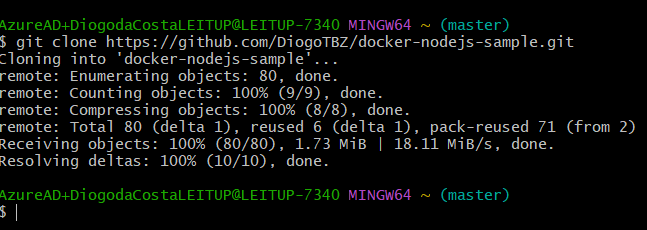 AzureAD+DiogodaCostaLEITUP@LEITUP-7340 MINGW64 ~ (master)
$ git clone https://github.com/DiogoTBZ/docker-nodejs-sample.git
Cloning into 'docker-nodejs-sample'...
remote: Enumerating objects: 80, done.
remote: Counting objects: 100% (9/9), done.
remote: Compressing objects: 100% (8/8), done.
remote: Total 80 (delta 1), reused 6 (delta 1), pack-reused 71 (from 2)
Receiving objects: 100% (80/80), 1.73 MiB | 18.11 MiB/s, done.
Resolving deltas: 100% (10/10), done.
AzureAD+DiogodaCostaLEITUP@LEITUP-7340 MINGW64 ~ (master)
$